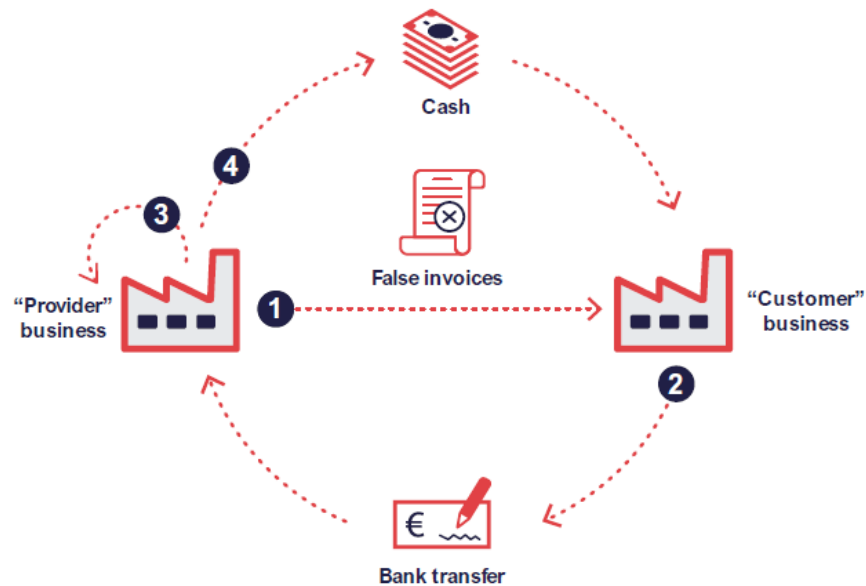 Cash
4
3
False invoices
“Provider”
business
1
“Customer”
business
2
€
Bank transfer